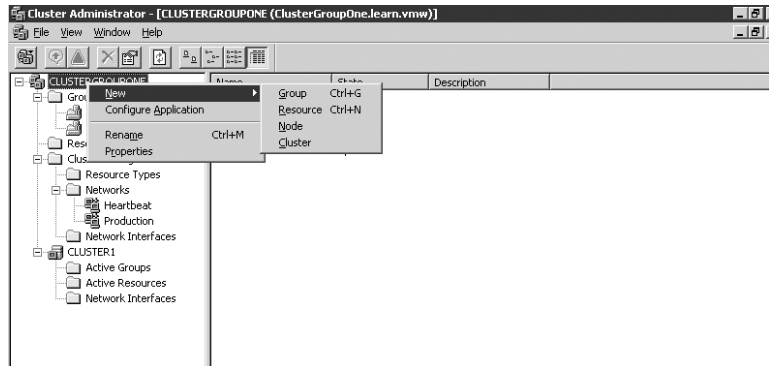 Cluster Administrator - [CLUSTERGROUPONE (ClusterGroupOne.learn.vmw)]
File View Window Help
CLUSTERGROUPONE
Name State Description
New
Configure Application
Rename Ctrl+M
Properties
Group Ctrl+G
Resource Ctrl+N
Node
Cluster
Resource Types
Networks
Heartbeat
Production
Network Interfaces
CLUSTER1
Active Groups
Active Resources
Network Interfaces